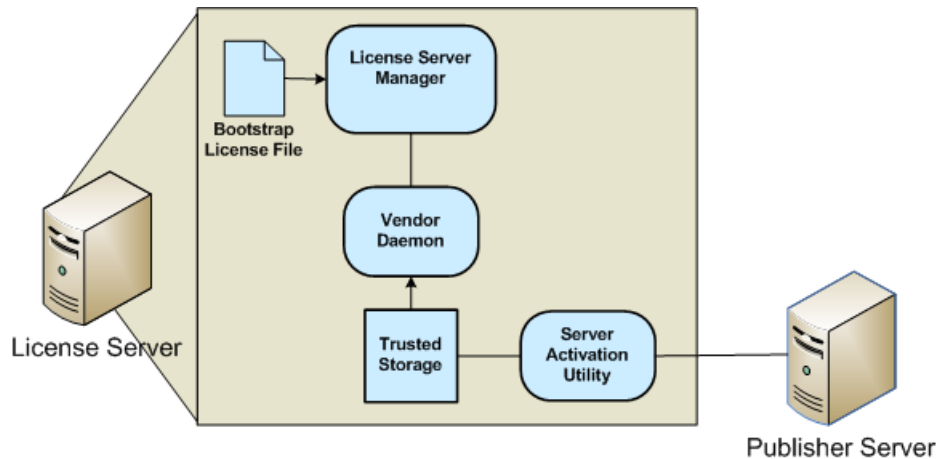 License Server
Manager
Bootstrap
License File
Vendor
Daemon
Trusted
Storage
Server
Activation
Utility
License Server
Publisher Server